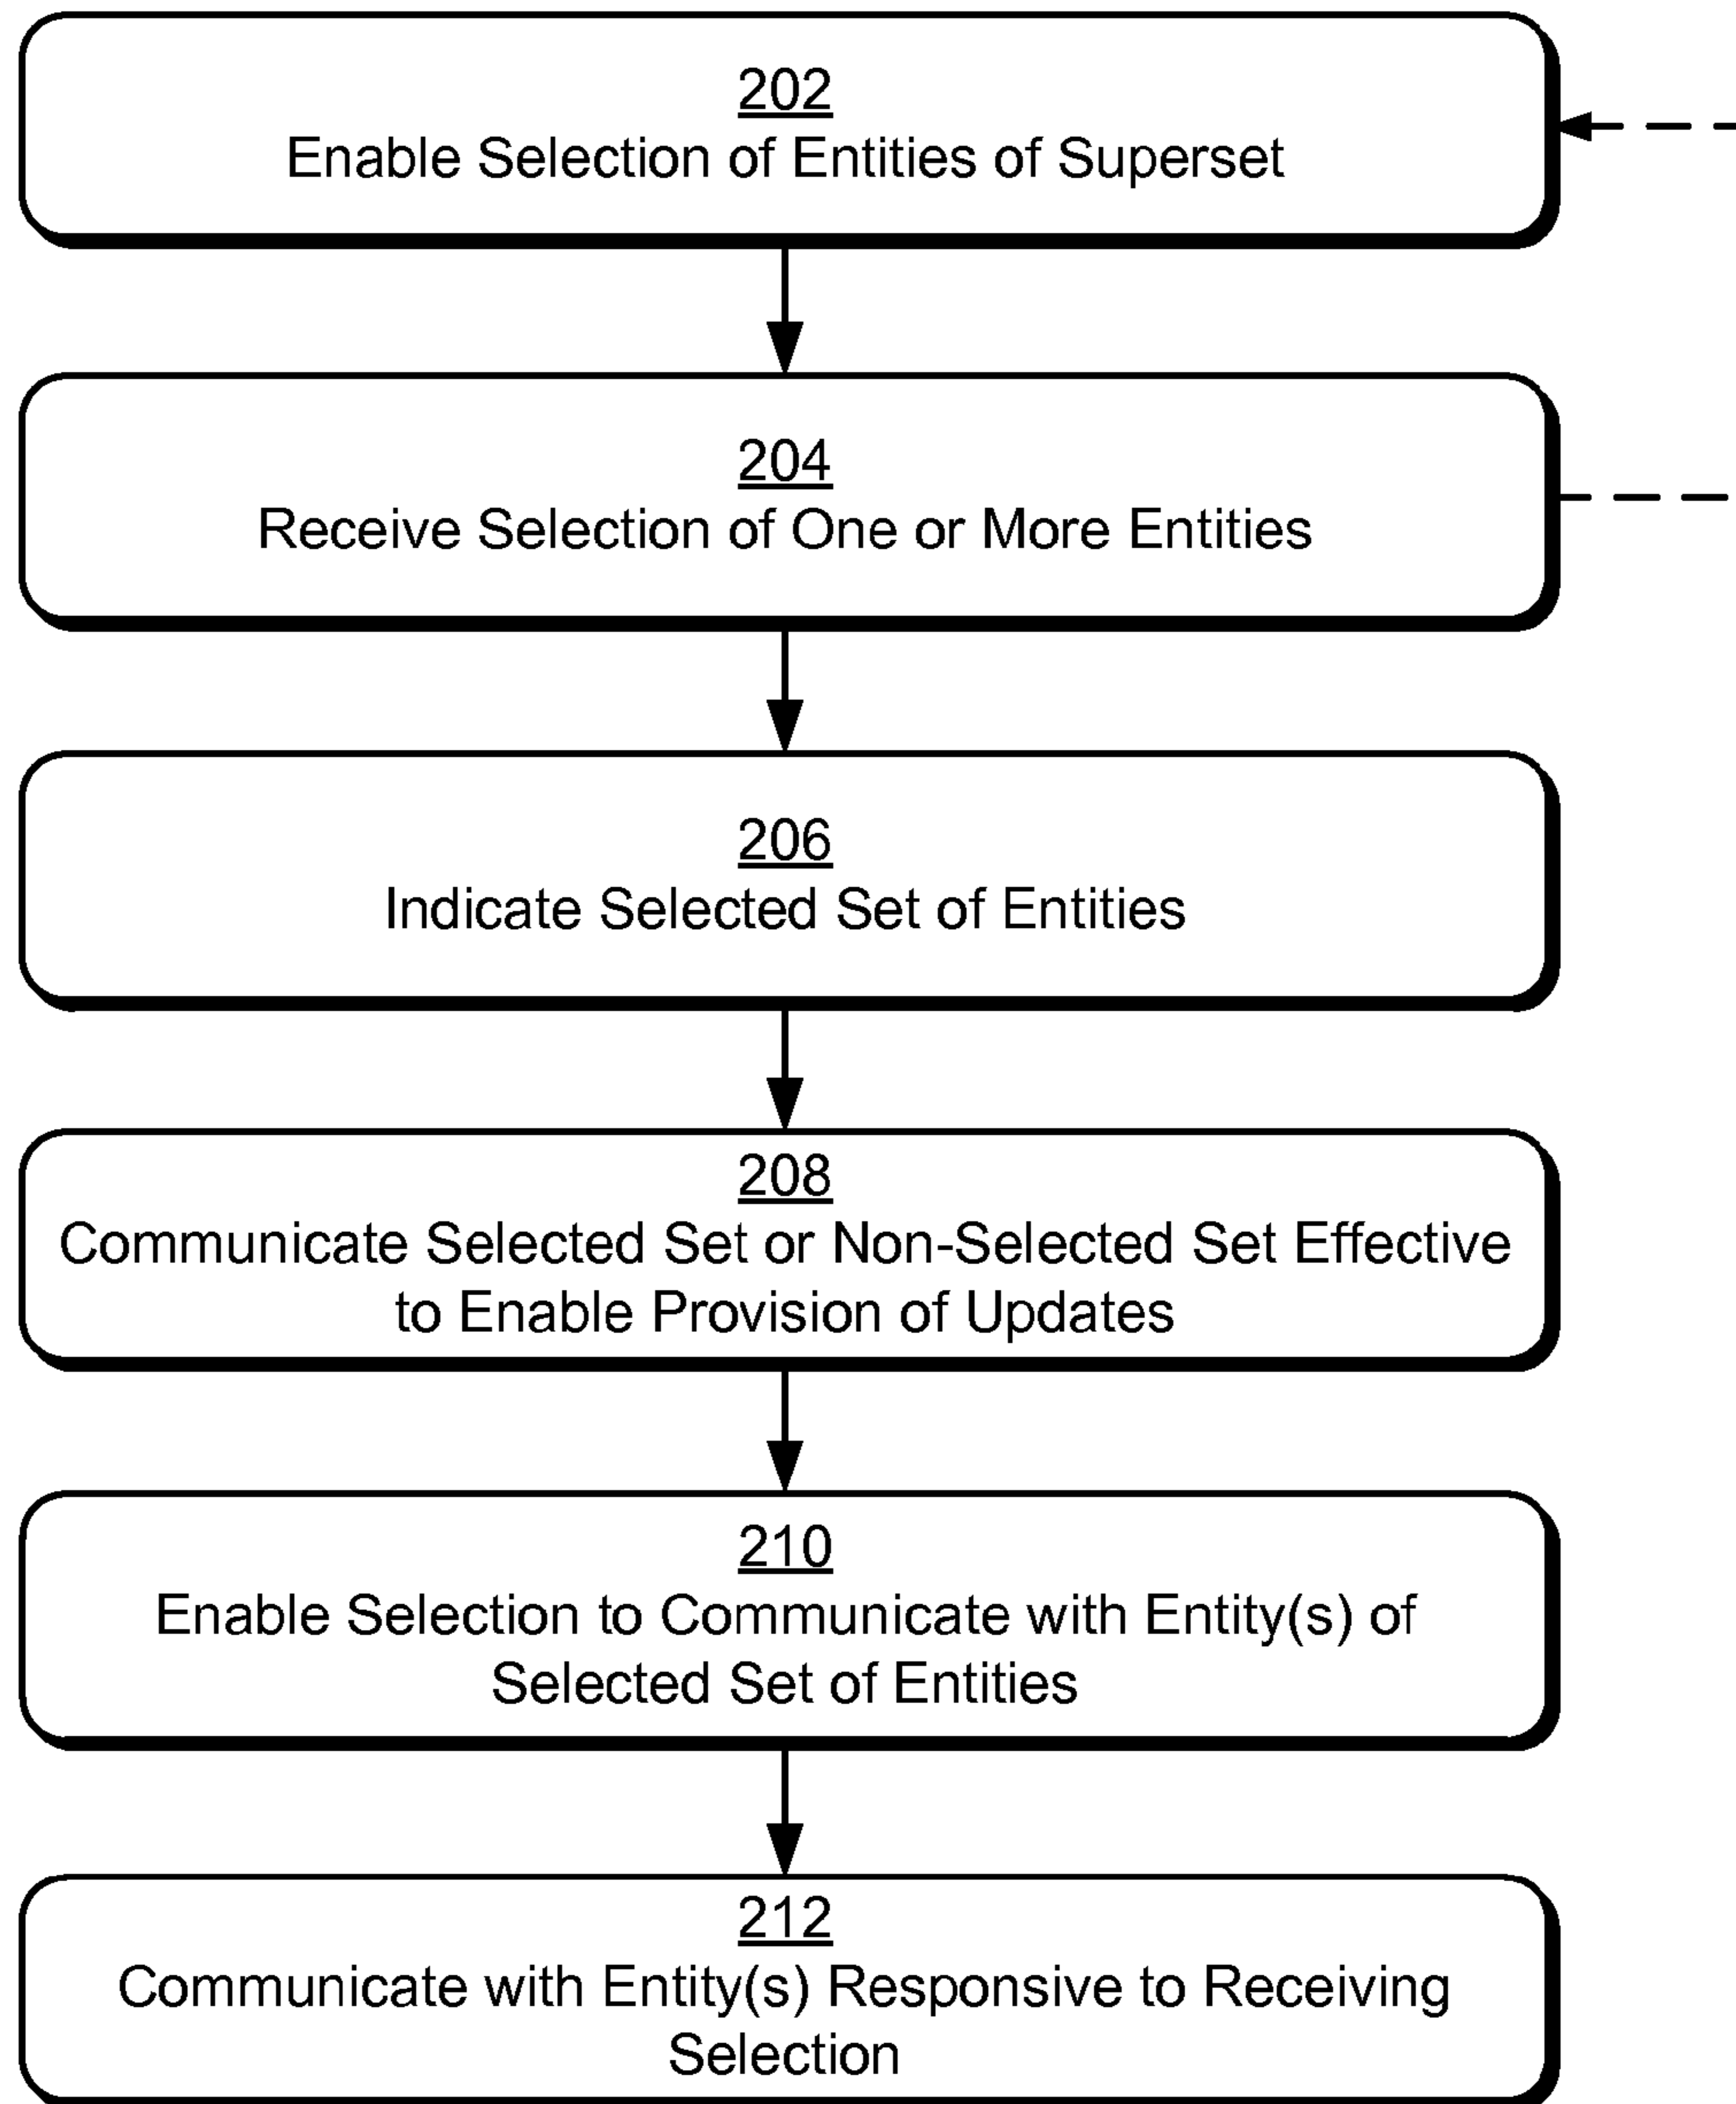 202
Enable Selection of Entities of Superset
204
Receive Selection of One or More Entities
206
Indicate Selected Set of Entities
208
Communicate Selected Set or Non-Selected Set Effective
to Enable Provision of Updates
210
Enable Selection to Communicate with Entity(s) of
Selected Set of Entities
212
Communicate with Entity(s) Responsive to Receiving
Selection